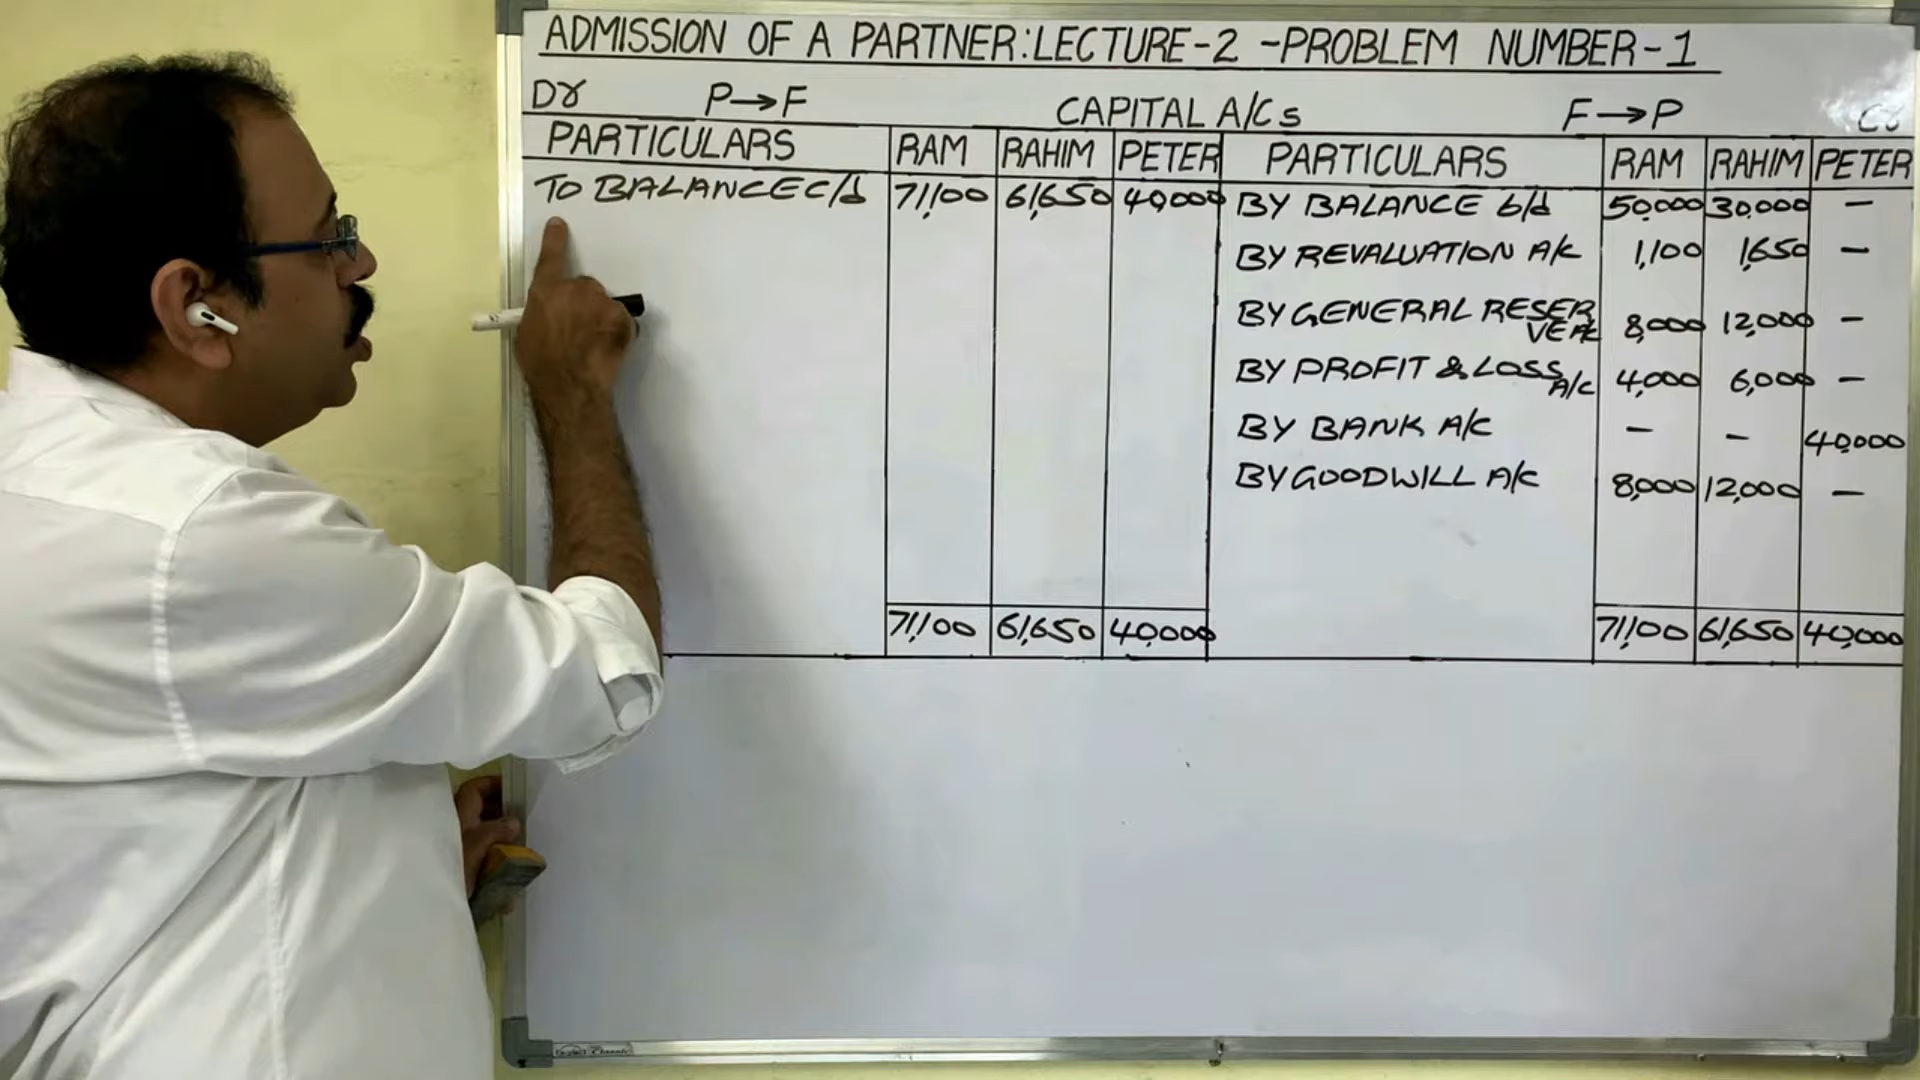 ADMISSION OF A PARTNER: LECTURE-2 -PROBLEM NUMBER-1
Dr P→F CAPITAL A/Cs F→P Cr
PARTICULARS RAM RAHIM PETER PARTICULARS RAM RAHIM PETER
TO BALANCE c/d 71,100 61,650 40,000 BY BALANCE b/d 50,000 30,000 -
BY REVALUATION A/c 1,100 1,650 -
BY GENERAL RESER
VE A/c 8,000 12,000 -
BY PROFIT & LOSS A/c 4,000 6,000 -
BY BANK A/c - - 40,000
BY GOODWILL A/c 8,000 12,000 -
71,100 61,650 40,000 71,100 61,650 40,000